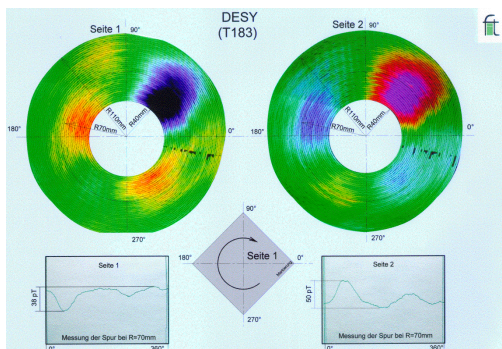 DESY
(T183)
fit
Seite 1
90°
180°
0°
270°
R110mm
R40mm
R70mm
Seite 2
90°
180°
0°
270°
R110mm
R40mm
R70mm
90°
180°
0°
270°
Seite 1
Seite 1
38 pT
Messung der Spur bei R=70mm
0°
360°
Seite 2
50 pT
Messung der Spur bei R=70mm
0°
360°